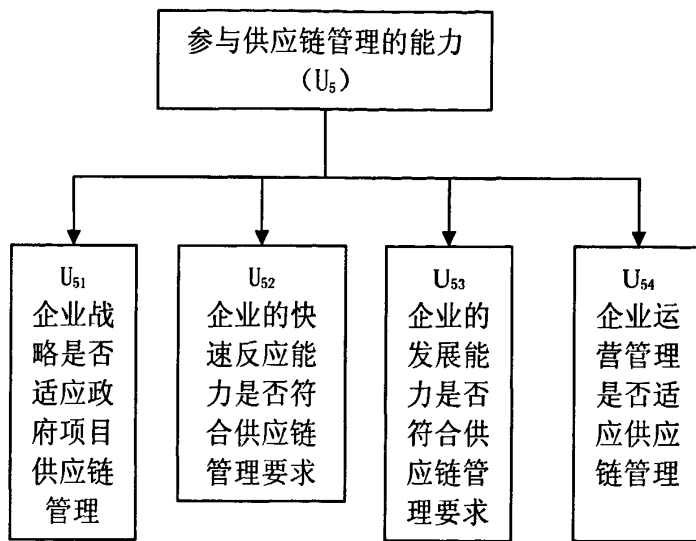 参与供应链管理的能力
（U₅）
U₅₁
企业战
略是否
适应政
府项目
供应链
管理
U₅₂
企业的快
速反应能
力是否符
合供应链
管理要求
U₅₃
企业的
发展能
力是否
符合供
应链管
理要求
U₅₄
企业运
营管理
是否适
应供应
链管理